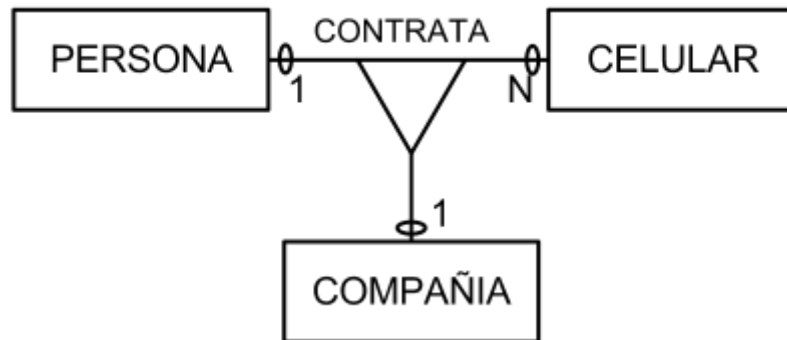 CONTRATA
PERSONA
CELULAR
1
N
1
COMPAÑIA